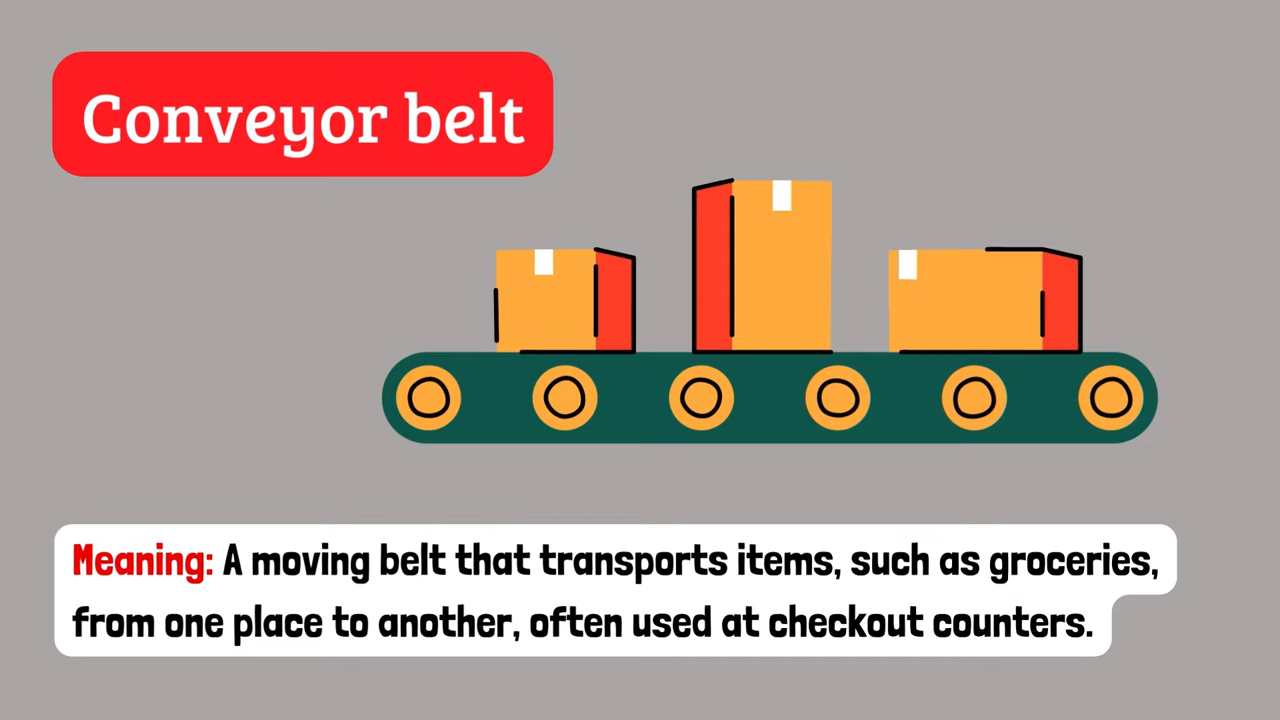 Conveyor belt
Meaning: A moving belt that transports items, such as groceries,
from one place to another, often used at checkout counters.